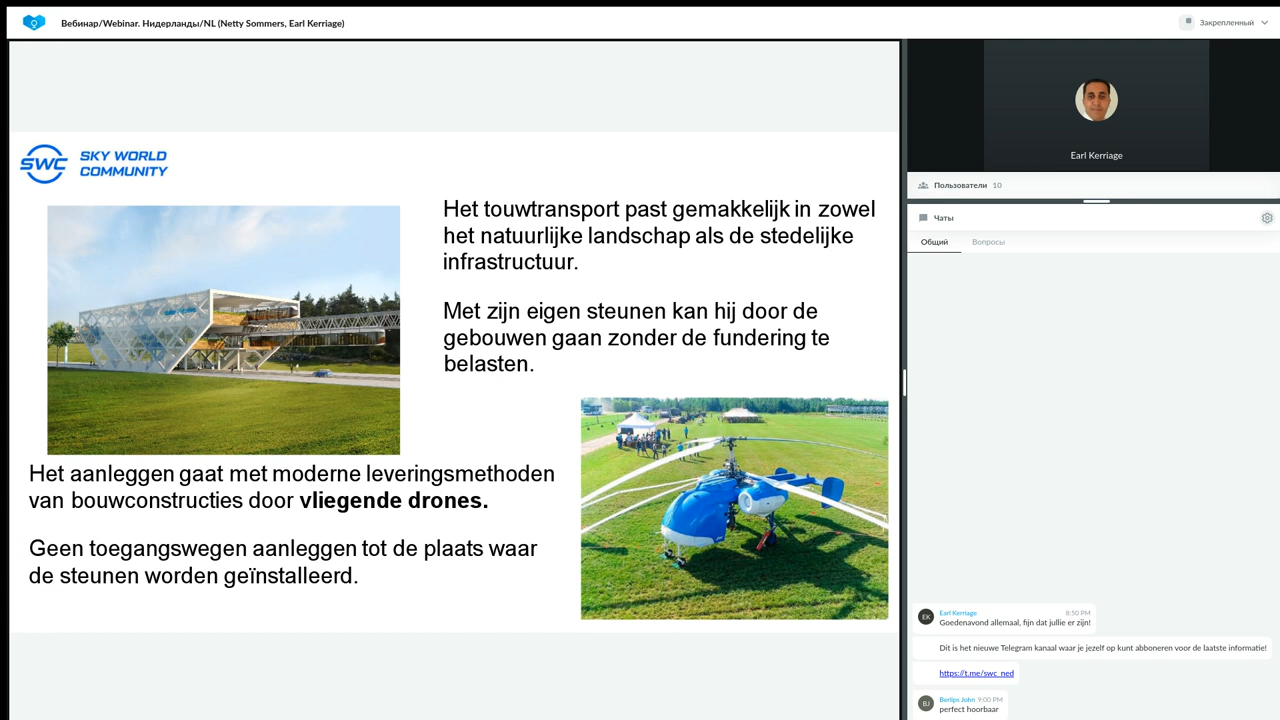 Вебинар/Webinar. Нидерланды/NL (Netty Sommers, Earl Kerriage)
Закрепленный
SWC
SKY WORLD
COMMUNITY
Het touwtransport past gemakkelijk in zowel
het natuurlijke landschap als de stedelijke
infrastructuur.
Met zijn eigen steunen kan hij door de
gebouwen gaan zonder de fundering te
belasten.
Het aanleggen gaat met moderne leveringsmethoden
van bouwconstructies door vliegende drones.
Geen toegangswegen aanleggen tot de plaats waar
de steunen worden geïnstalleerd.
Earl Kerriage
Пользователи 10
Чаты
Общий Вопросы
EK
Earl Kerriage 8:50 PM
Goedenavond allemaal, fijn dat jullie er zijn!
Dit is het nieuwe Telegram kanaal waar je jezelf op kunt abboneren voor de laatste informatie!
https://t.me/swc_ned
BJ
Berlips John 9:00 PM
perfect hoorbaar